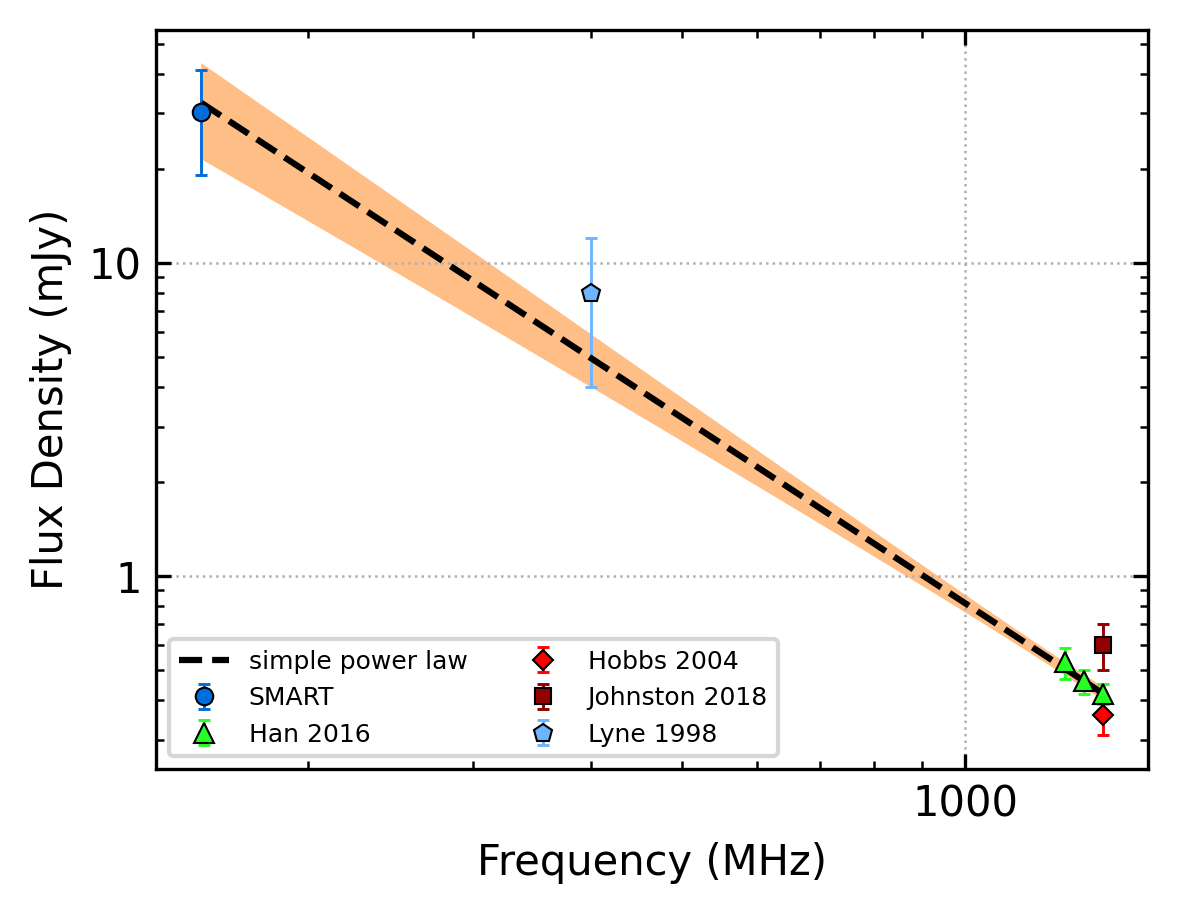 Flux Density (mJy)
10
1
simple power law
SMART
Han 2016
Hobbs 2004
Johnston 2018
Lyne 1998
1000
Frequency (MHz)